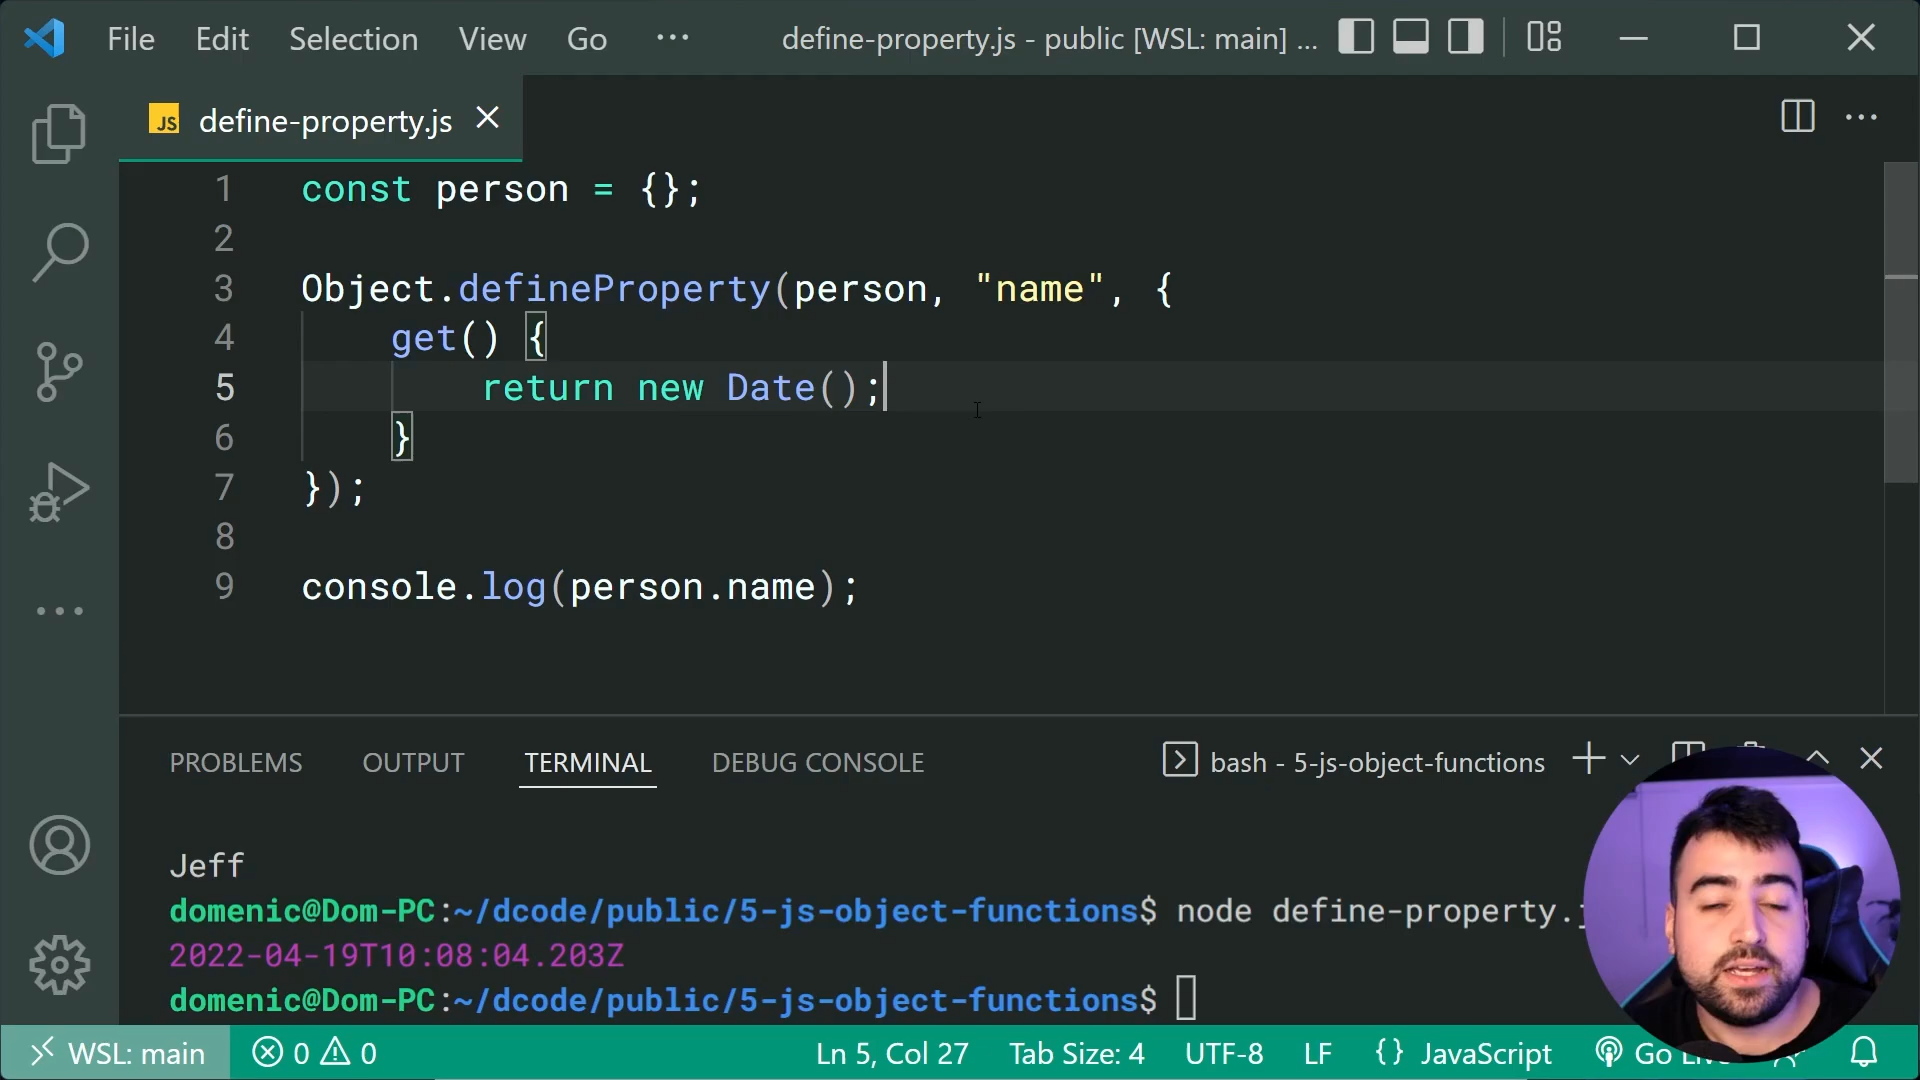 File Edit Selection View Go ··· define-property.js - public [WSL: main] ...
JS define-property.js
1 const person = {};
2
3 Object.defineProperty(person, "name", {
4 get() {
5 return new Date();
6 }
7 });
8
9 console.log(person.name);
PROBLEMS OUTPUT TERMINAL DEBUG CONSOLE bash - 5-js-object-functions
Jeff
domenic@Dom-PC:~/dcode/public/5-js-object-functions$ node define-property.j
2022-04-19T10:08:04.203Z
domenic@Dom-PC:~/dcode/public/5-js-object-functions$
WSL: main 0 0 Ln 5, Col 27 Tab Size: 4 UTF-8 LF {} JavaScript Go